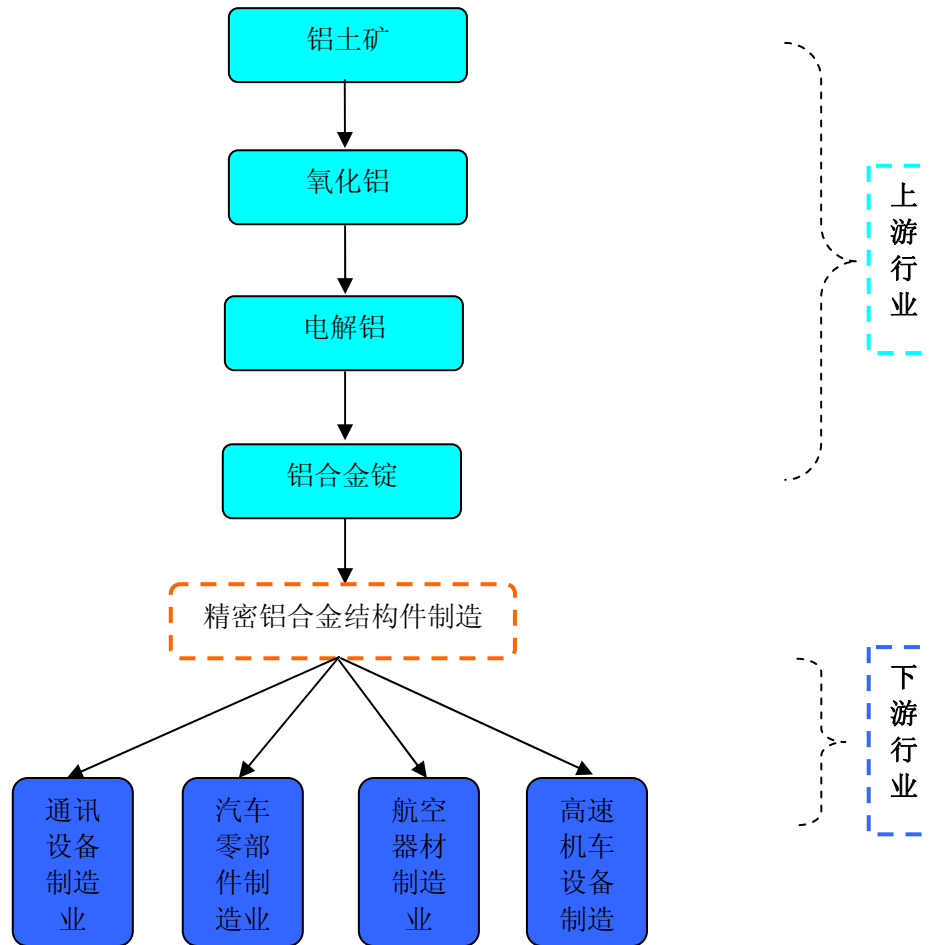 铝土矿
氧化铝
电解铝
铝合金锭
上
游
行
业
精密铝合金结构件制造
下
游
行
业
通讯
设备
制造
业
汽车
零部
件制
造业
航空
器材
制造
业
高速
机车
设备
制造